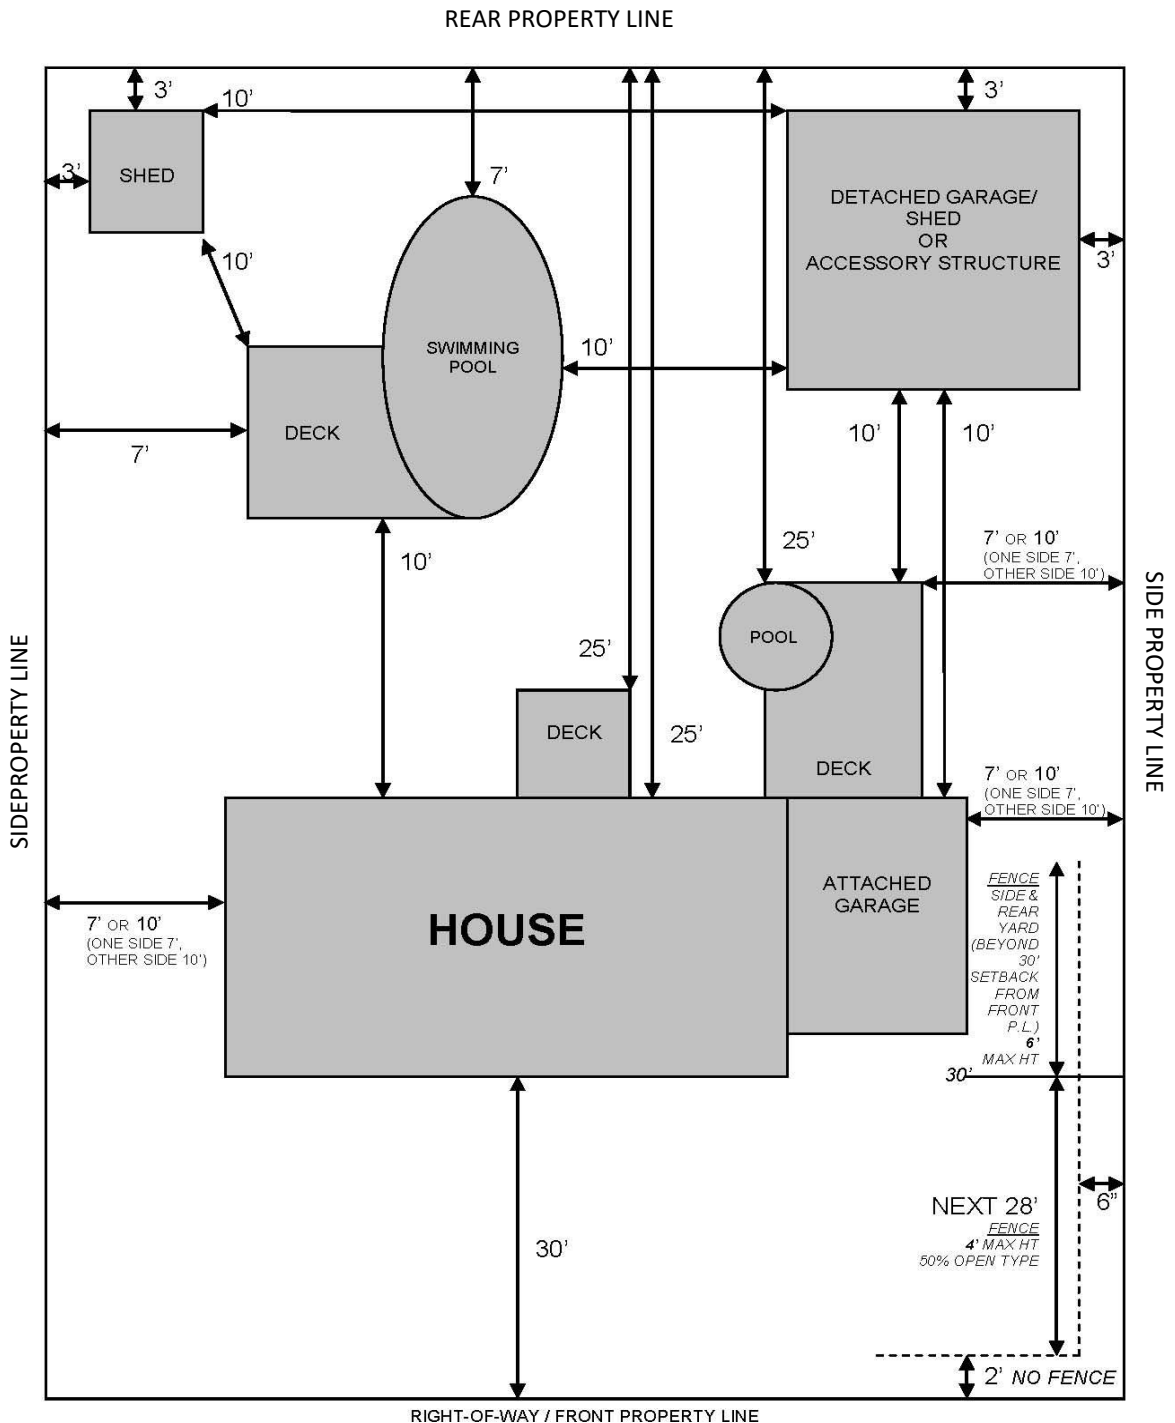 REAR PROPERTY LINE
3'
10'
3'
SHED
3'
7'
DETACHED GARAGE/
SHED
OR
ACCESSORY STRUCTURE
3'
10'
SWIMMING
POOL
10'
DECK
7'
10'
10'
10'
25'
7' OR 10'
(ONE SIDE 7',
OTHER SIDE 10')
SIDE PROPERTY LINE
SIDEPROPERTY LINE
POOL
25'
DECK
25'
DECK
7' OR 10'
(ONE SIDE 7',
OTHER SIDE 10')
ATTACHED
GARAGE
HOUSE
7' OR 10'
(ONE SIDE 7',
OTHER SIDE 10')
FENCE
SIDE &
REAR
YARD
(BEYOND
30'
SETBACK
FROM
FRONT
P.L.)
6'
MAX HT
30'
6"
NEXT 28'
FENCE
4' MAX HT
50% OPEN TYPE
30'
2' NO FENCE
RIGHT-OF-WAY / FRONT PROPERTY LINE